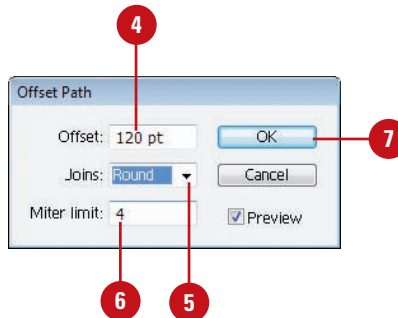 4
Offset Path
Offset: 120 pt OK 7
Joins: Round Cancel
Miter limit: 4 Preview
6 5